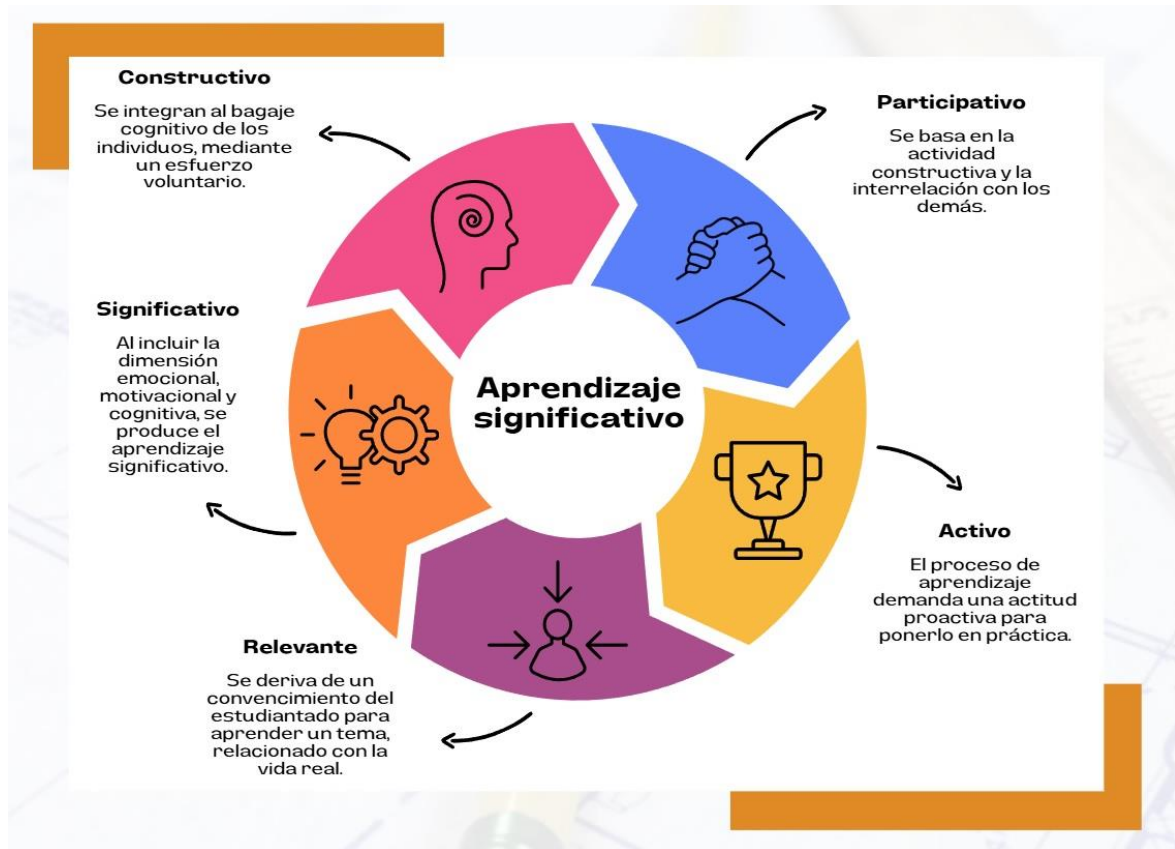 Constructivo
Se integran al bagaje
cognitivo de los
individuos, mediante
un esfuerzo
voluntario.
Participativo
Se basa en la
actividad
constructiva y la
interrelación con los
demás.
Significativo
Al incluir la
dimensión
emocional,
motivacional y
cognitiva, se
produce el
aprendizaje
significativo.
Aprendizaje
significativo
Activo
El proceso de
aprendizaje
demanda una actitud
proactiva para
ponerlo en práctica.
Relevante
Se deriva de un
convencimiento del
estudiantado para
aprender un tema,
relacionado con la
vida real.